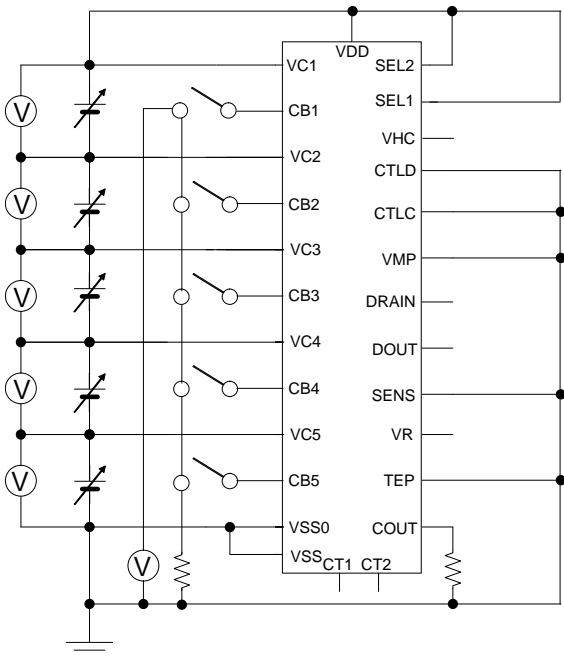 VDD
VC1
SEL2
V
CB1
SEL1
VHC
VC2
CTLD
V
CB2
CTLC
VC3
VMP
V
CB3
DRAIN
VC4
DOUT
V
CB4
SENS
VC5
VR
V
CB5
TEP
VSS0
COUT
VSS
V
CT1
CT2